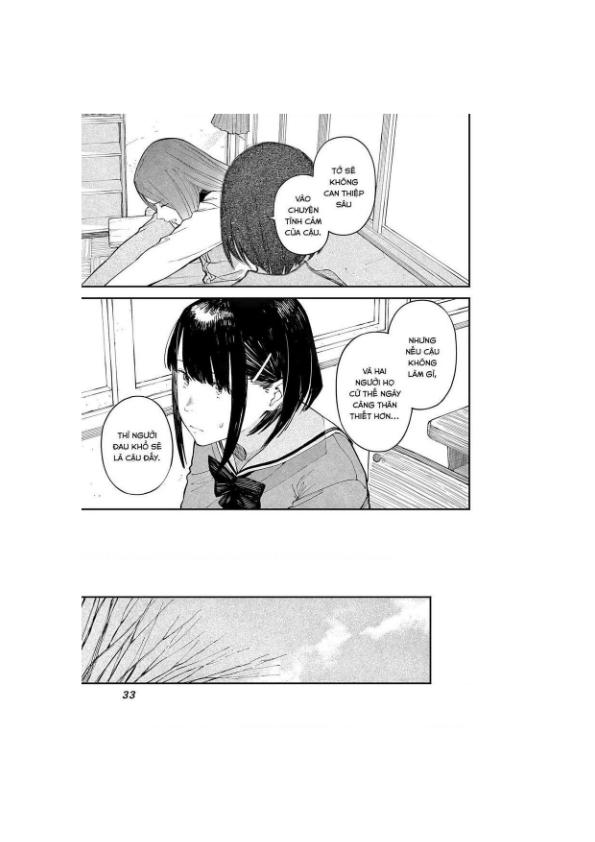 TỚ SẼ
KHÔNG
CAN THIỆP
SÂU
VÀO
CHUYỆN
TÌNH CẢM
CỦA CẬU.
NHƯNG
NẾU CẬU
KHÔNG
LÀM GÌ,
VÀ HAI
NGƯỜI HỌ
CỨ THẾ NGÀY
CÀNG THÂN
THIẾT HƠN...
THÌ NGƯỜI
ĐAU KHỔ SẼ
LÀ CẬU ĐẤY.
33